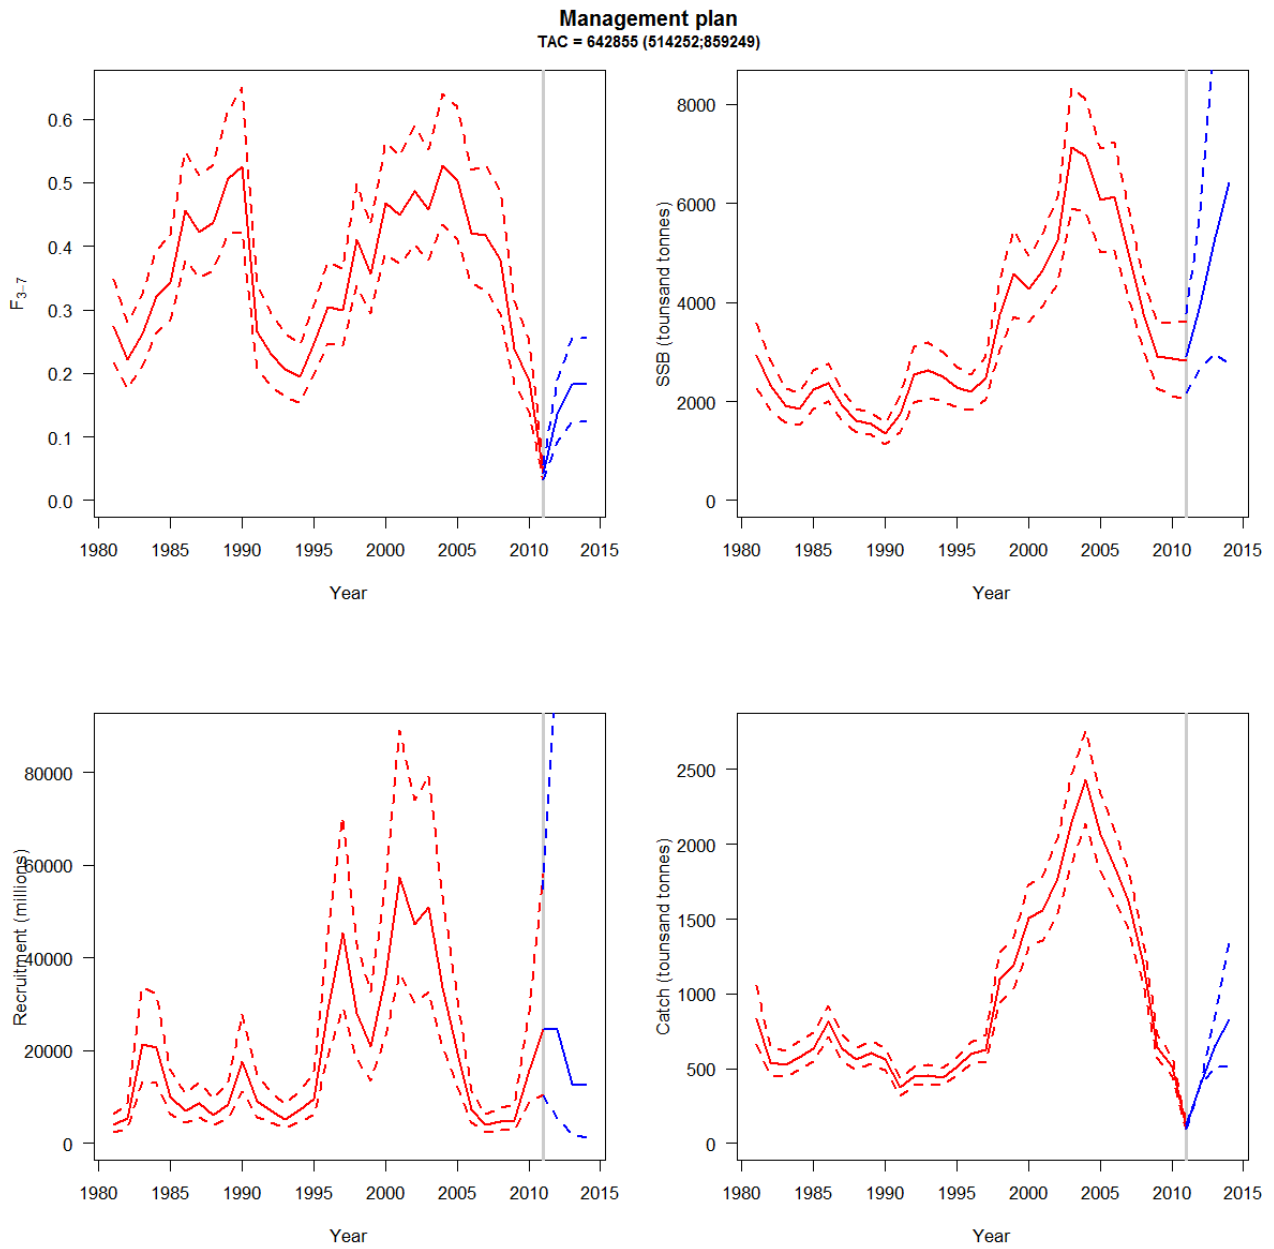 Management plan
TAC = 642855 (514252;859249)
F3−7
0.6
0.5
0.4
0.3
0.2
0.1
0.0
1980 1985 1990 1995 2000 2005 2010 2015
Year
SSB (tounsand tonnes)
8000
6000
4000
2000
0
1980 1985 1990 1995 2000 2005 2010 2015
Year
Recruitment (millions)
80000
60000
40000
20000
0
1980 1985 1990 1995 2000 2005 2010 2015
Year
Catch (tounsand tonnes)
2500
2000
1500
1000
500
0
1980 1985 1990 1995 2000 2005 2010 2015
Year